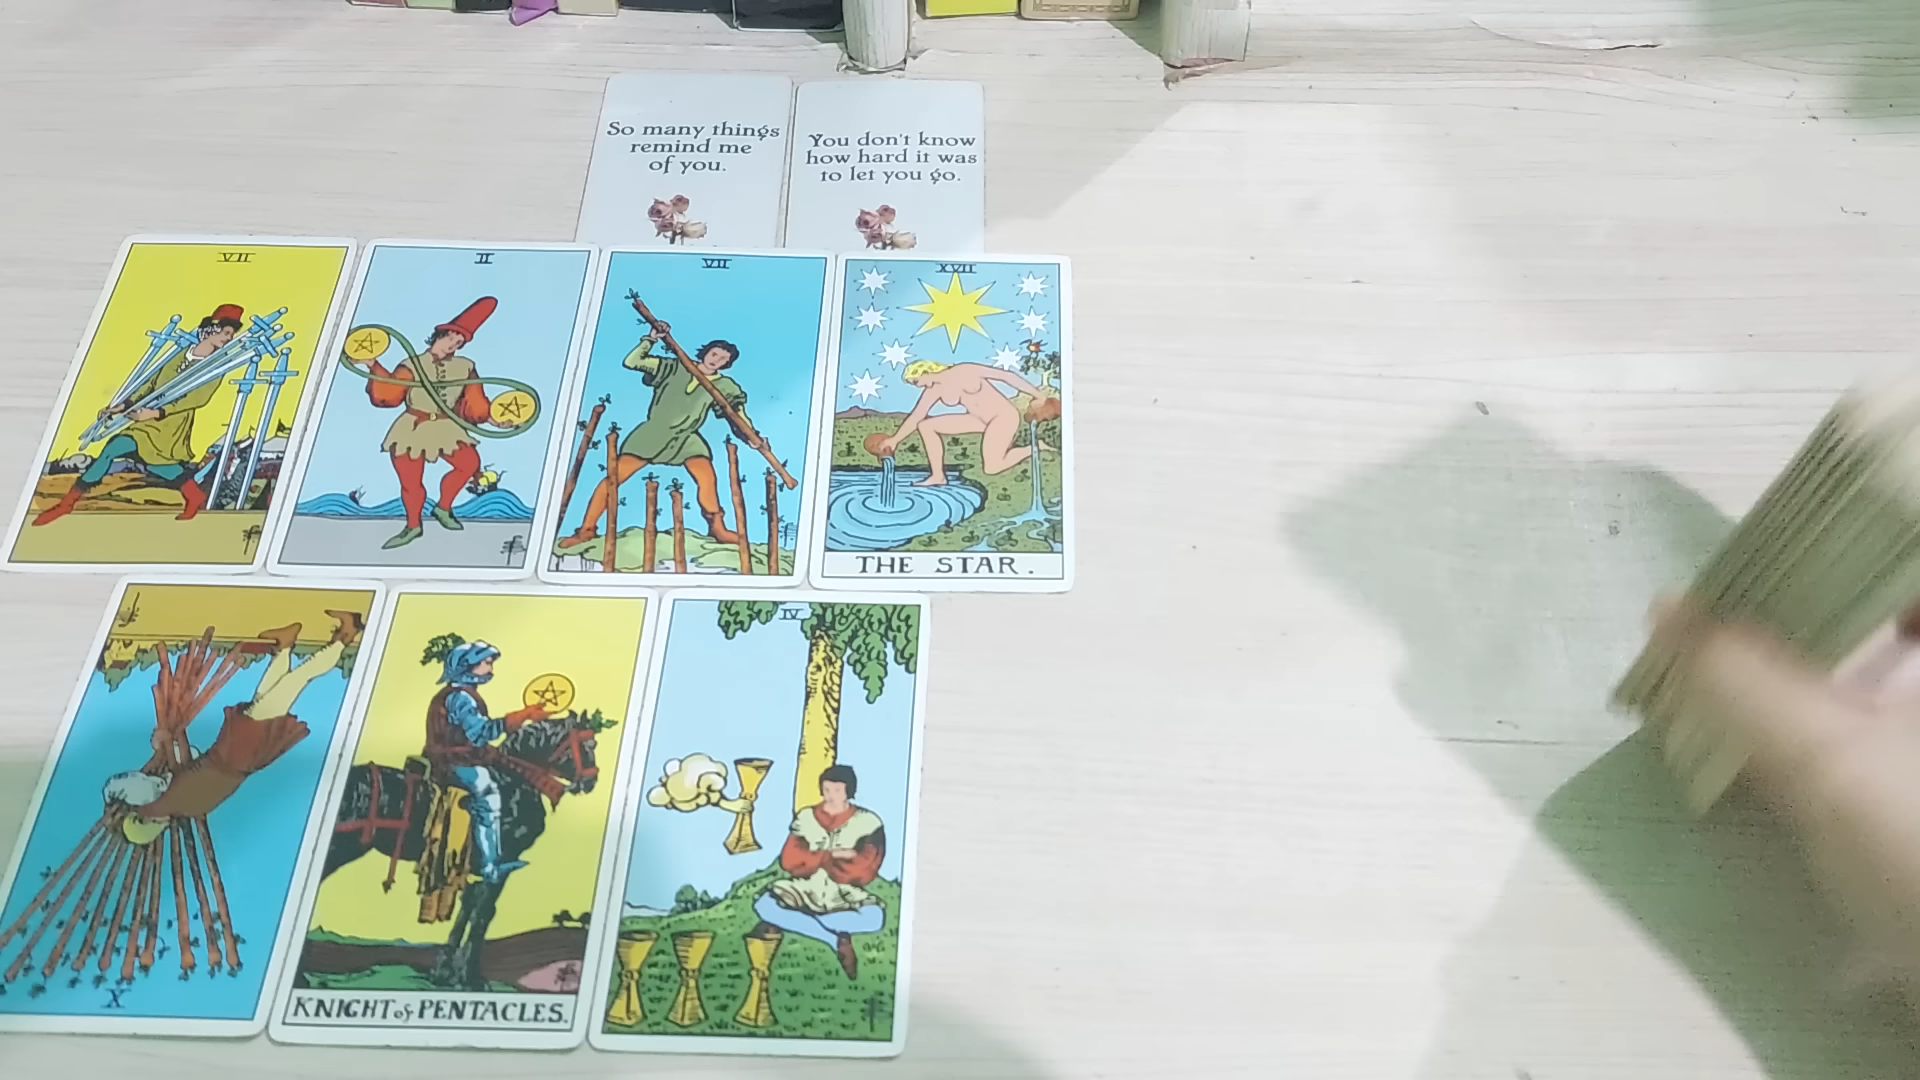 So many things
remind me
of you.
You don't know
how hard it was
to let you go.
VII
II
VII
XVII
THE STAR.
X
KNIGHT of PENTACLES.
IV